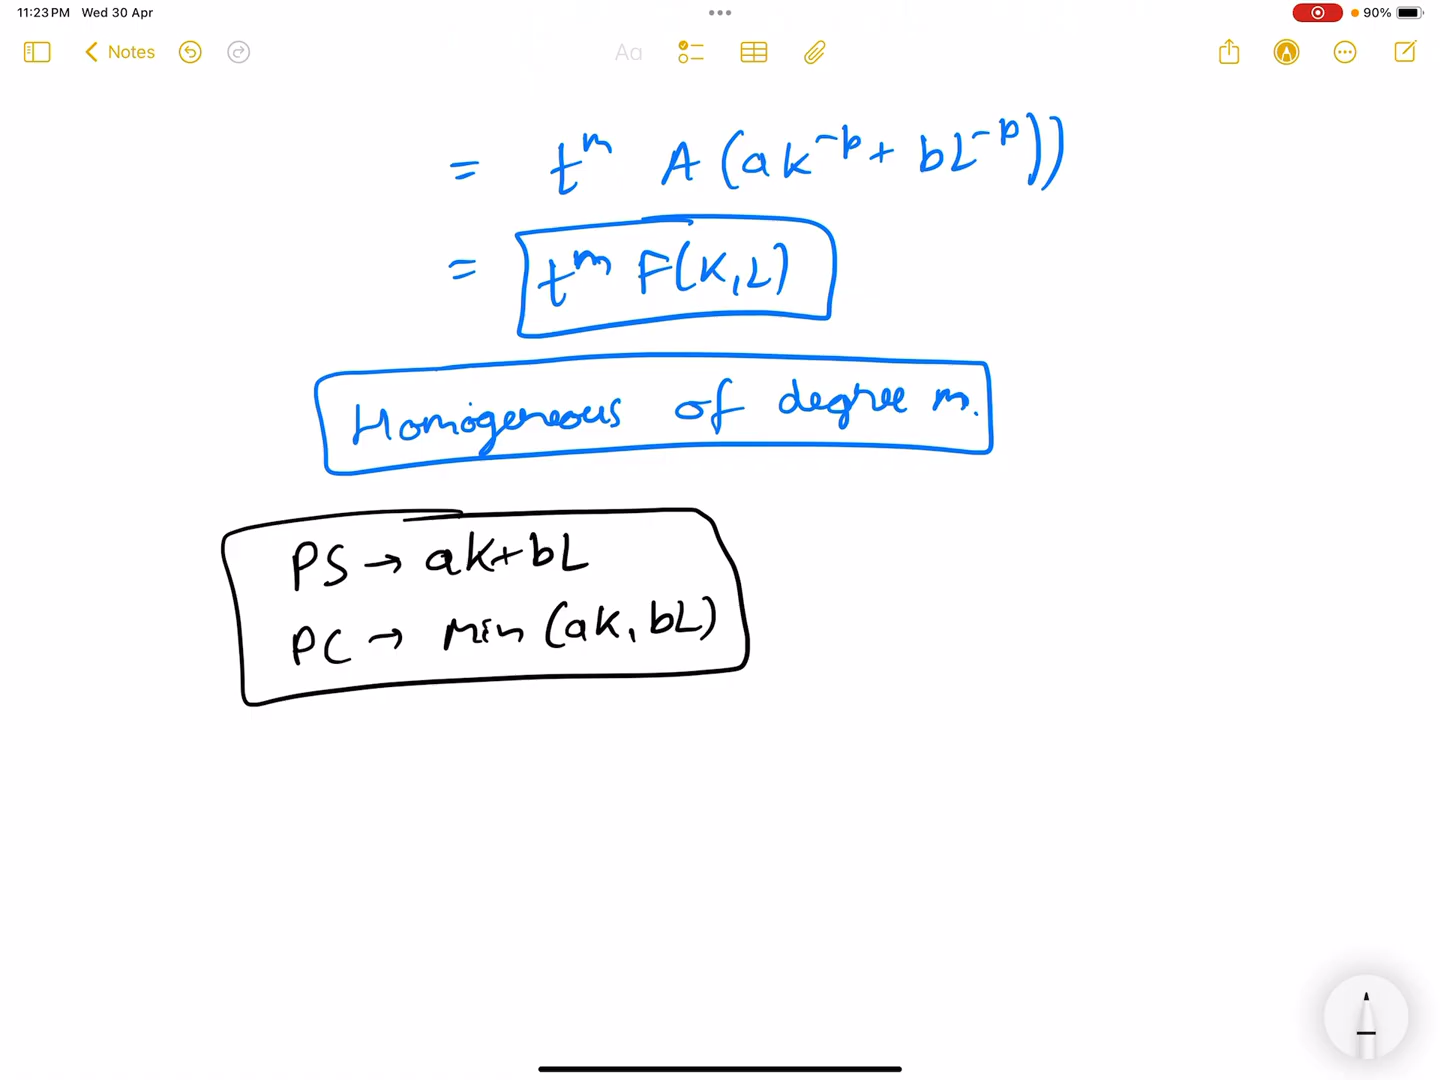 11:23 PM Wed 30 Apr
90%
Notes
Aa
= t^m A (ak^{-p} + bL^{-p}))
= t^m F(K,L)
Homogeneous of degree m.
PS → ak+bL
PC → Min (ak, bL)